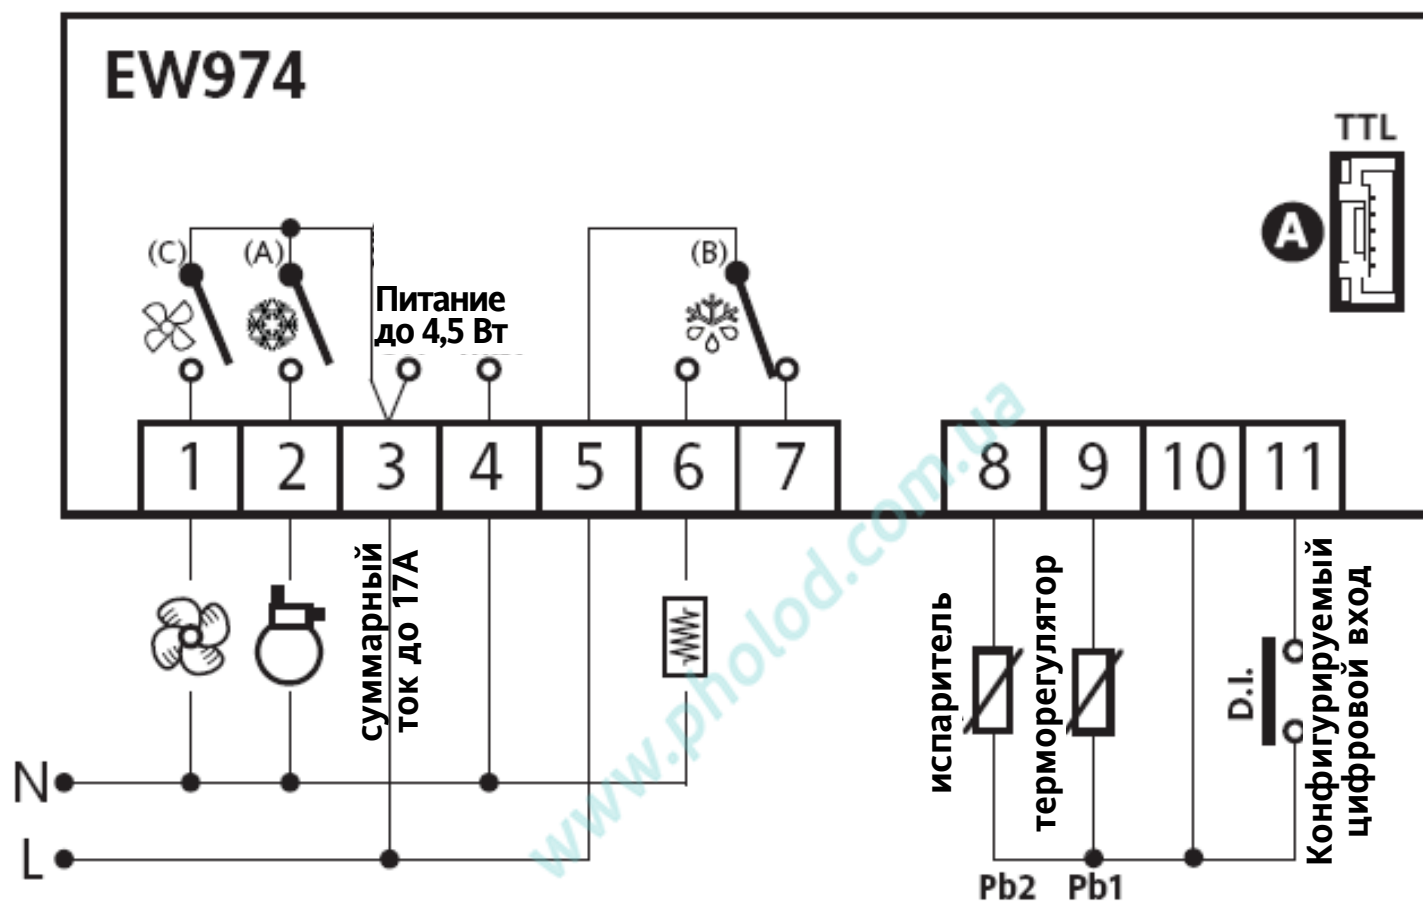 EW974
TTL
A
(C)
(A)
(B)
Питание
до 4,5 Вт
1 2 3 4 5 6 7
8 9 10 11
суммарный
ток до 17А
испаритель
терморегулятор
D.I.
Конфигурируемый
цифровой вход
N
L
Pb2 Pb1
www.pholod.com.ua